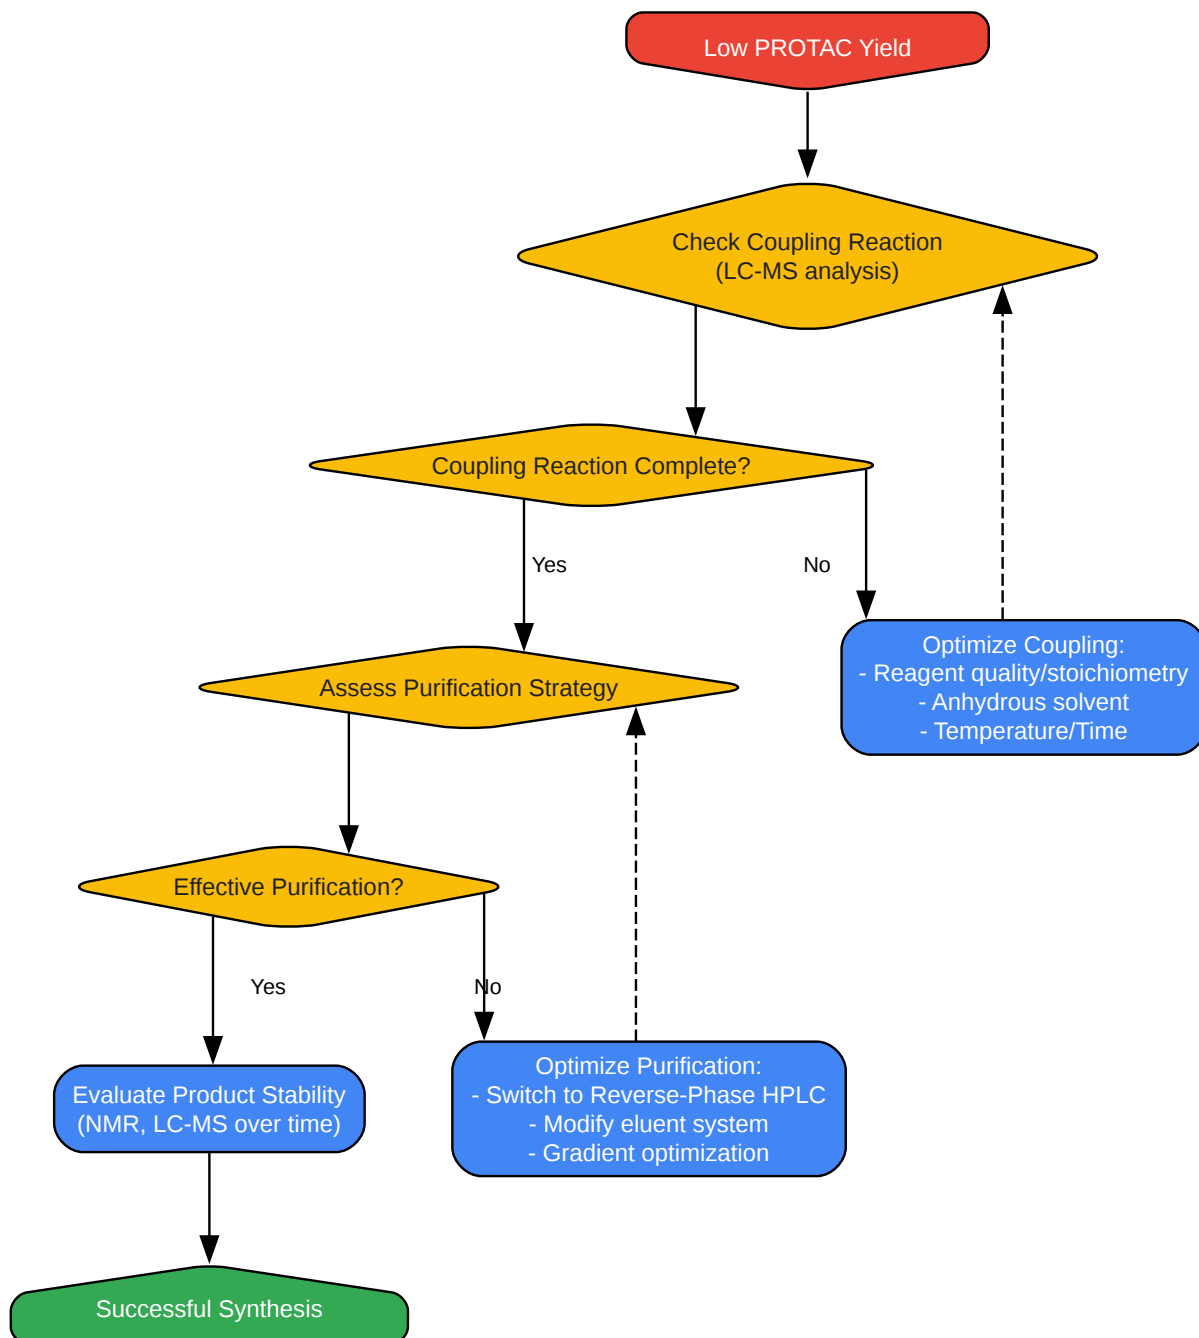 Low PROTAC Yield
Check Coupling Reaction
(LC-MS analysis)
Coupling Reaction Complete?
Yes
No
Optimize Coupling:
- Reagent quality/stoichiometry
- Anhydrous solvent
- Temperature/Time
Assess Purification Strategy
Effective Purification?
Yes
No
Optimize Purification:
- Switch to Reverse-Phase HPLC
- Modify eluent system
- Gradient optimization
Evaluate Product Stability
(NMR, LC-MS over time)
Successful Synthesis